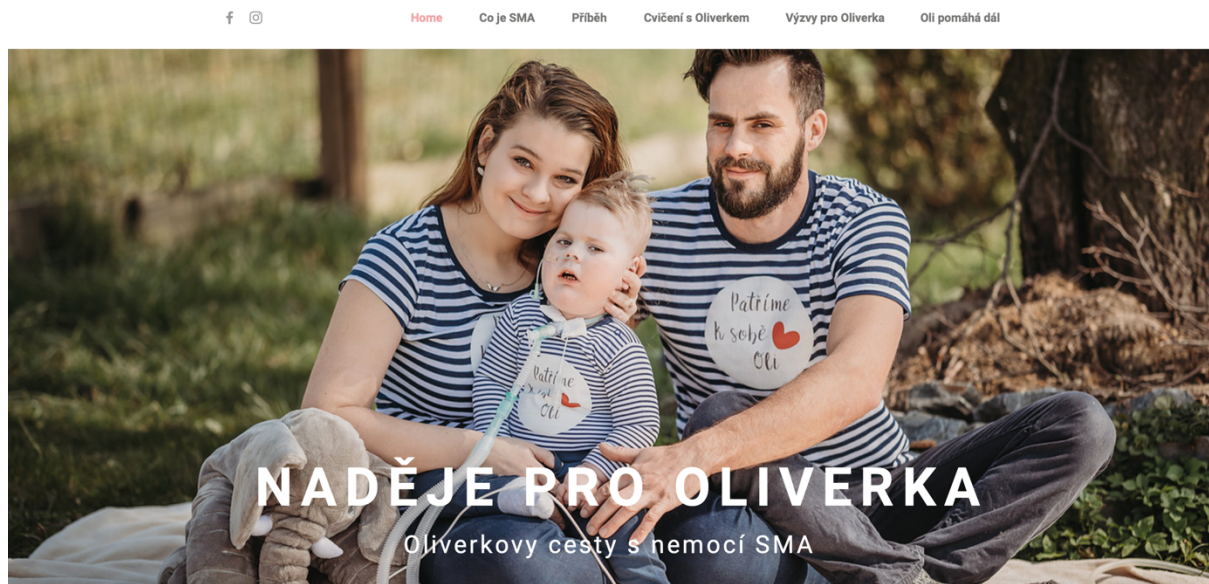 Home Co je SMA Příběh Cvičení s Oliverkem Výzvy pro Oliverka Oli pomáhá dál
Patříme
k sobě
Oli
Patříme
Oli
NADĚJE PRO OLIVERKA
Oliverkovy cesty s nemocí SMA